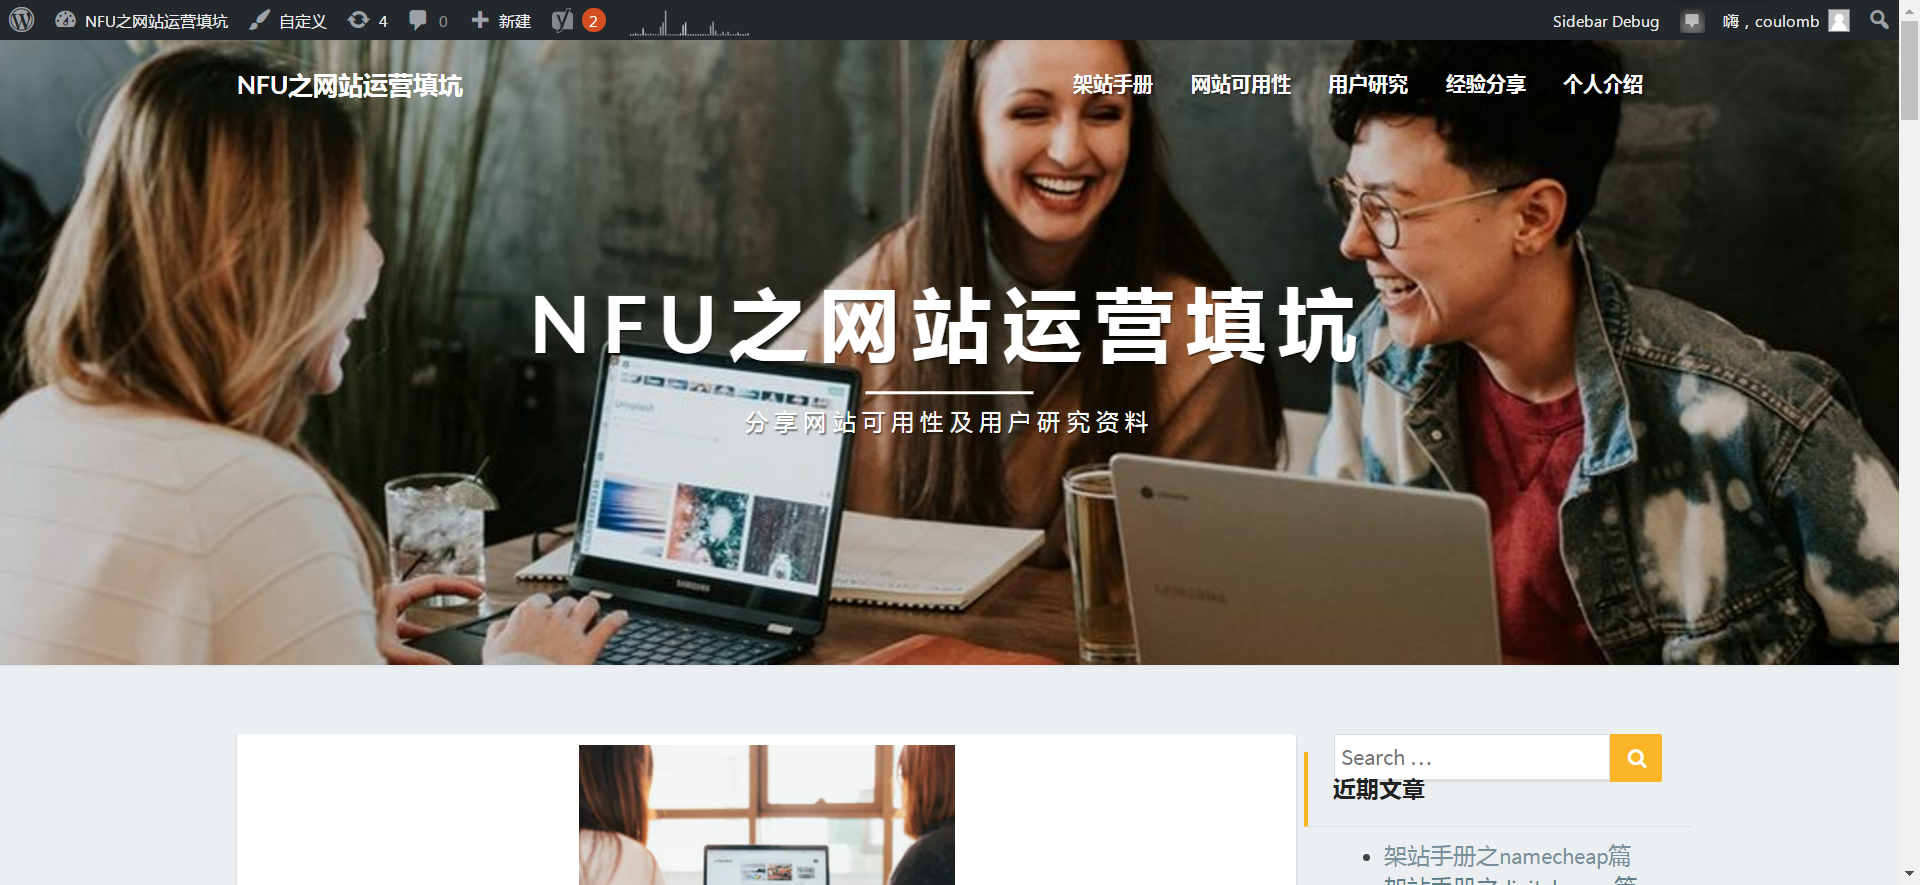 NFU之网站运营填坑 自定义 4 0 新建 2 Sidebar Debug 嗨，coulomb
NFU之网站运营填坑 架站手册 网站可用性 用户研究 经验分享 个人介绍
NFU之网站运营填坑
分享网站可用性及用户研究资料
Unsplash
SAMSUNG
Search …
近期文章
架站手册之namecheap篇